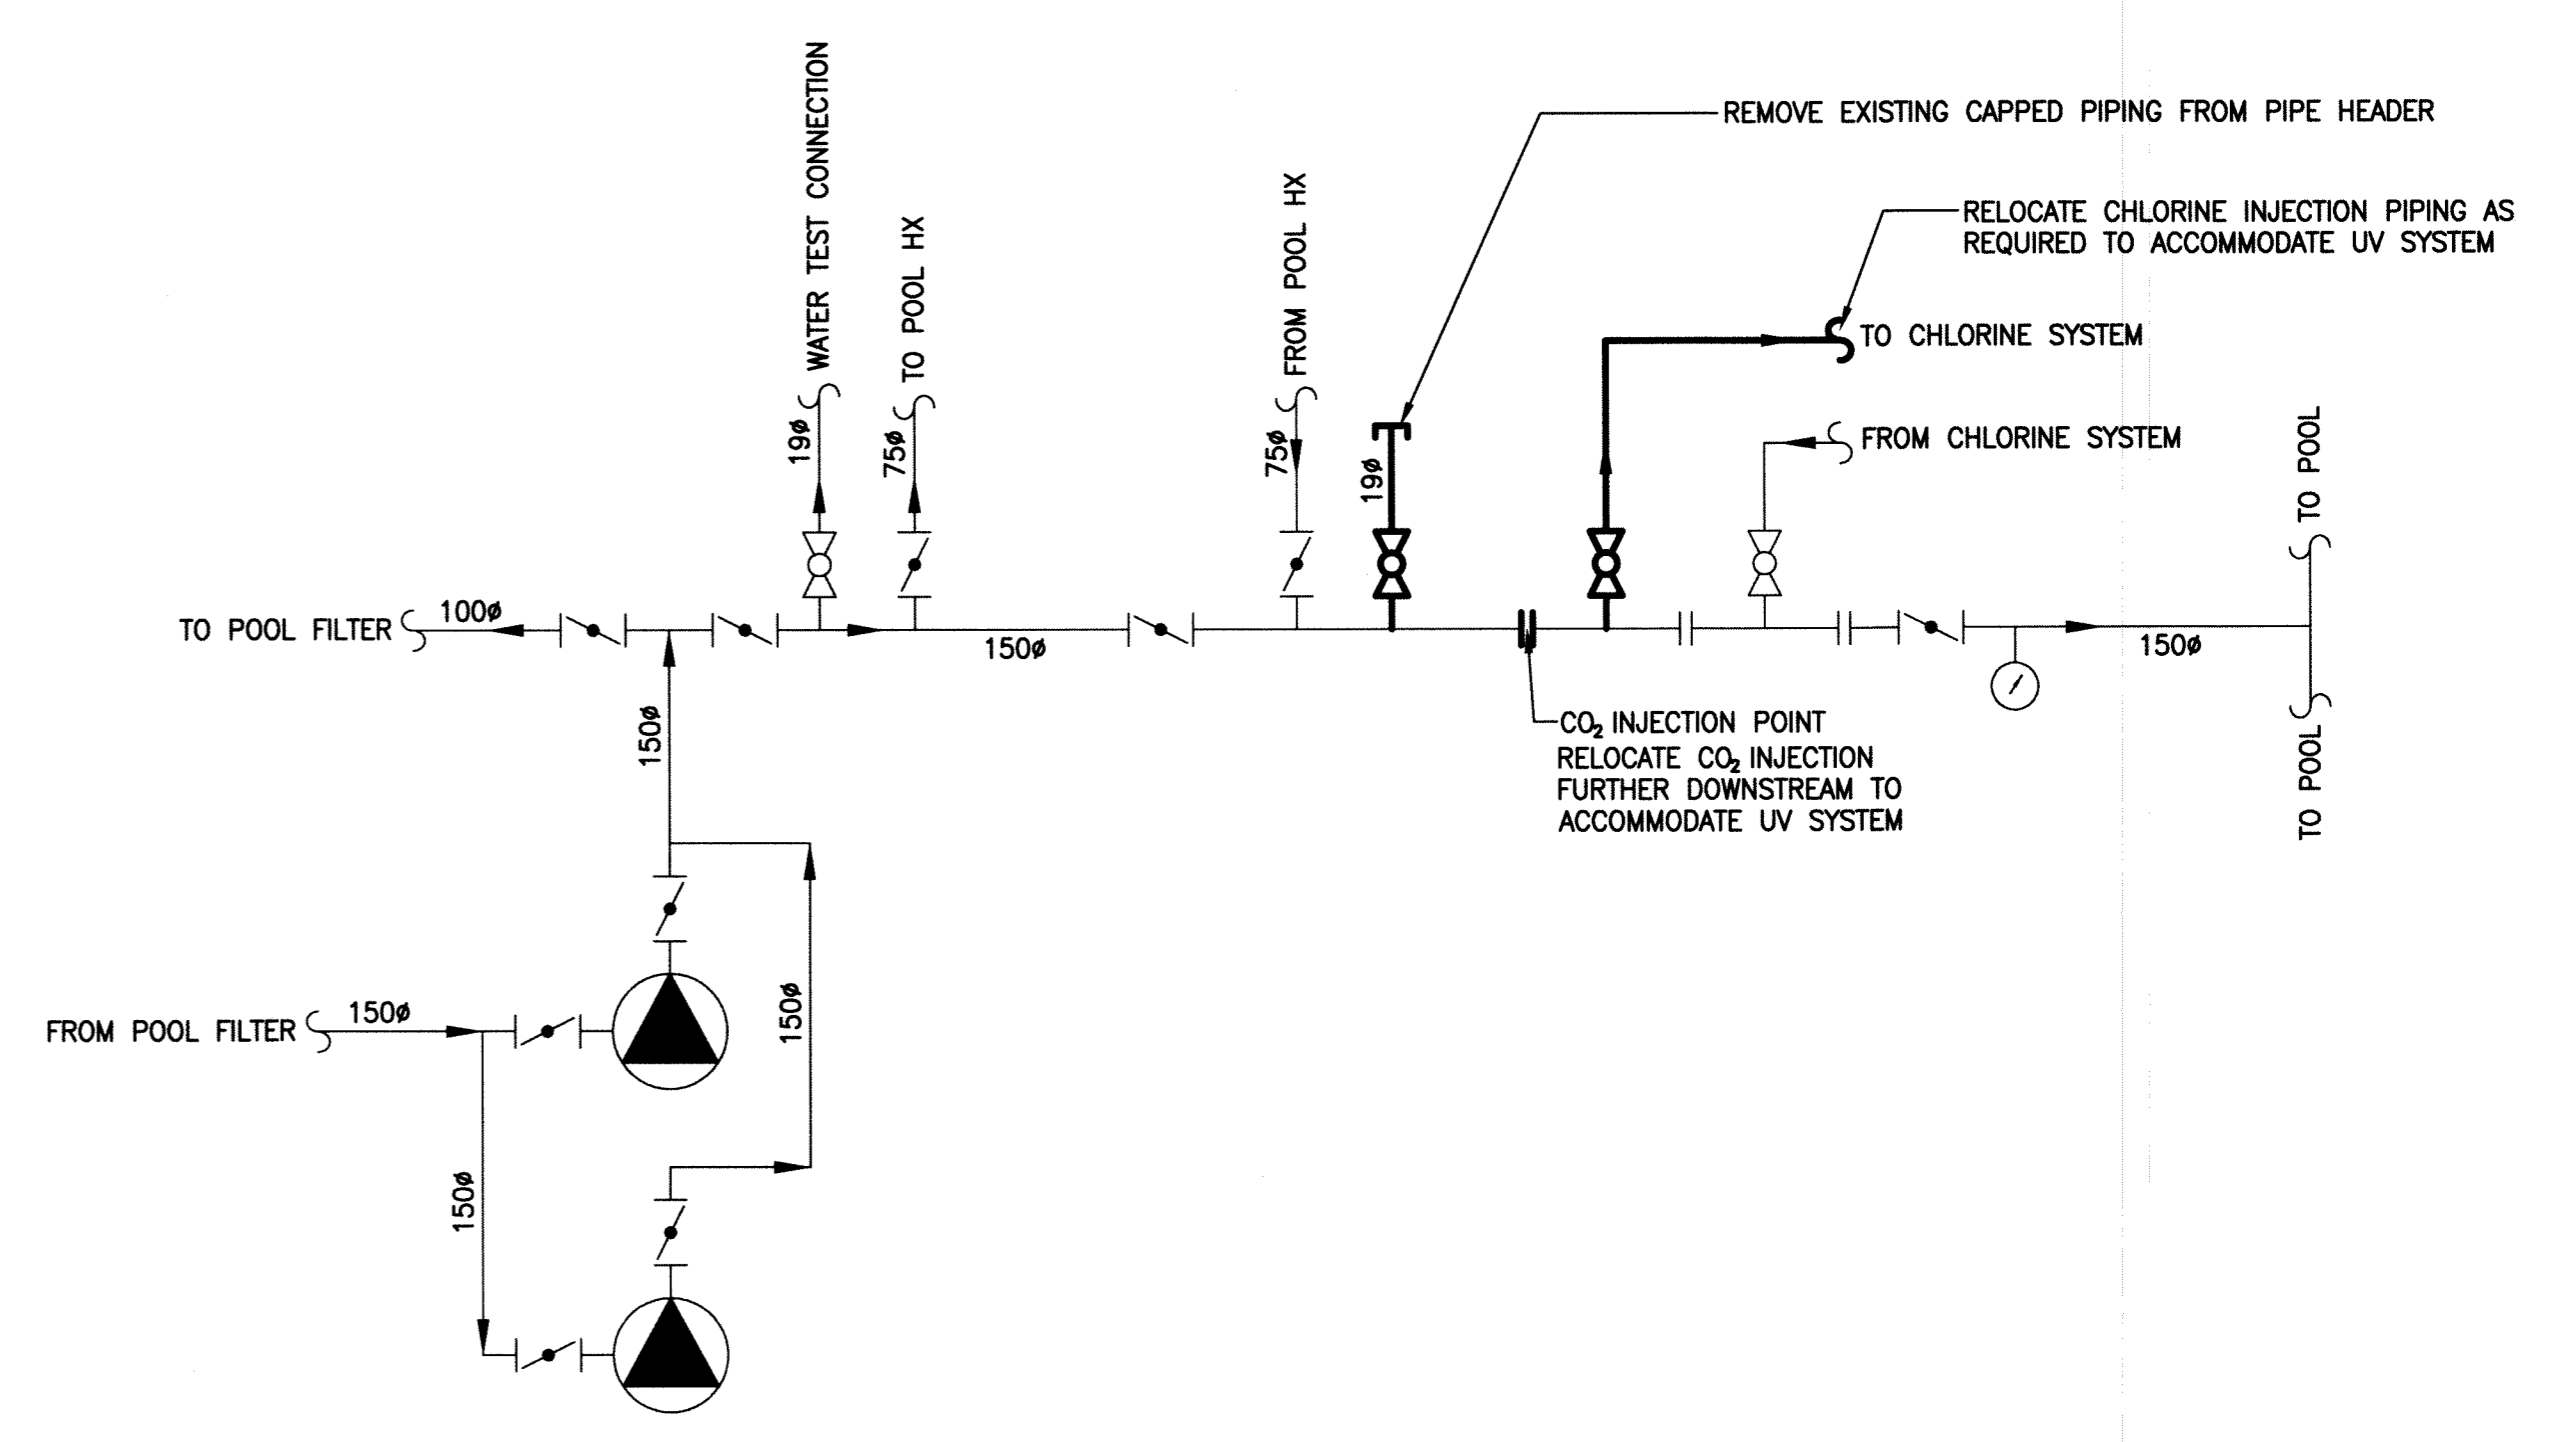 WATER TEST CONNECTION
TO POOL HX
FROM POOL HX
REMOVE EXISTING CAPPED PIPING FROM PIPE HEADER
RELOCATE CHLORINE INJECTION PIPING AS
REQUIRED TO ACCOMMODATE UV SYSTEM
TO CHLORINE SYSTEM
FROM CHLORINE SYSTEM
19ø
75ø
75ø
19ø
TO POOL
TO POOL FILTER
100ø
150ø
150ø
150ø
TO POOL
CO₂ INJECTION POINT
RELOCATE CO₂ INJECTION
FURTHER DOWNSTREAM TO
ACCOMMODATE UV SYSTEM
FROM POOL FILTER
150ø
150ø
150ø